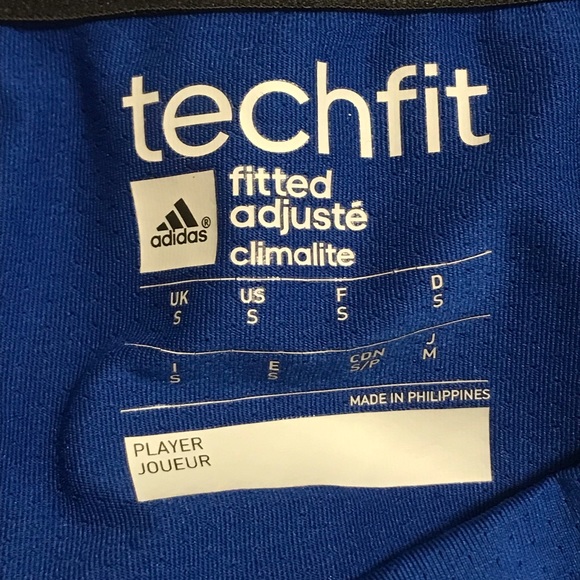 techfit
fitted
adjusté
climalite
adidas®
UK US F D
S S S S
I E CDN J
S S S/P M
MADE IN PHILIPPINES
PLAYER
JOUEUR